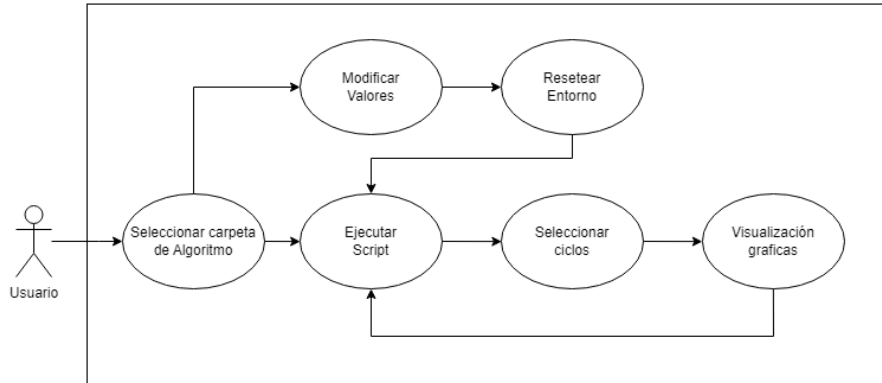 Modificar
Valores
Resetear
Entorno
Seleccionar carpeta
de Algoritmo
Ejecutar
Script
Seleccionar
ciclos
Visualización
graficas
Usuario